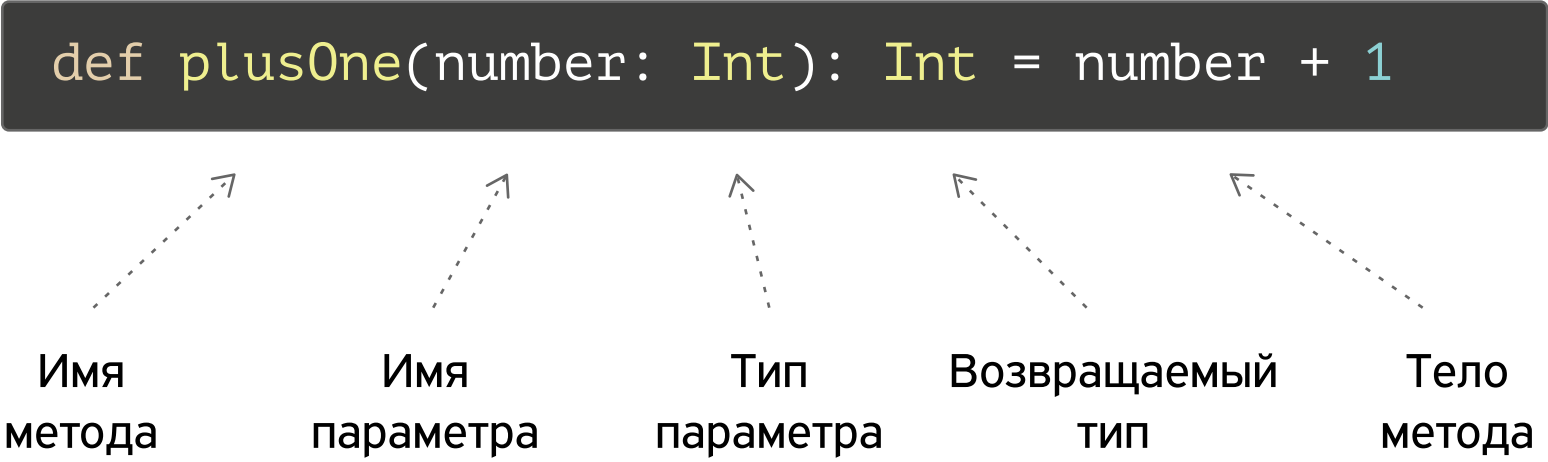 def plusOne(number: Int): Int = number + 1
Имя метода
Имя параметра
Тип параметра
Возвращаемый тип
Тело метода